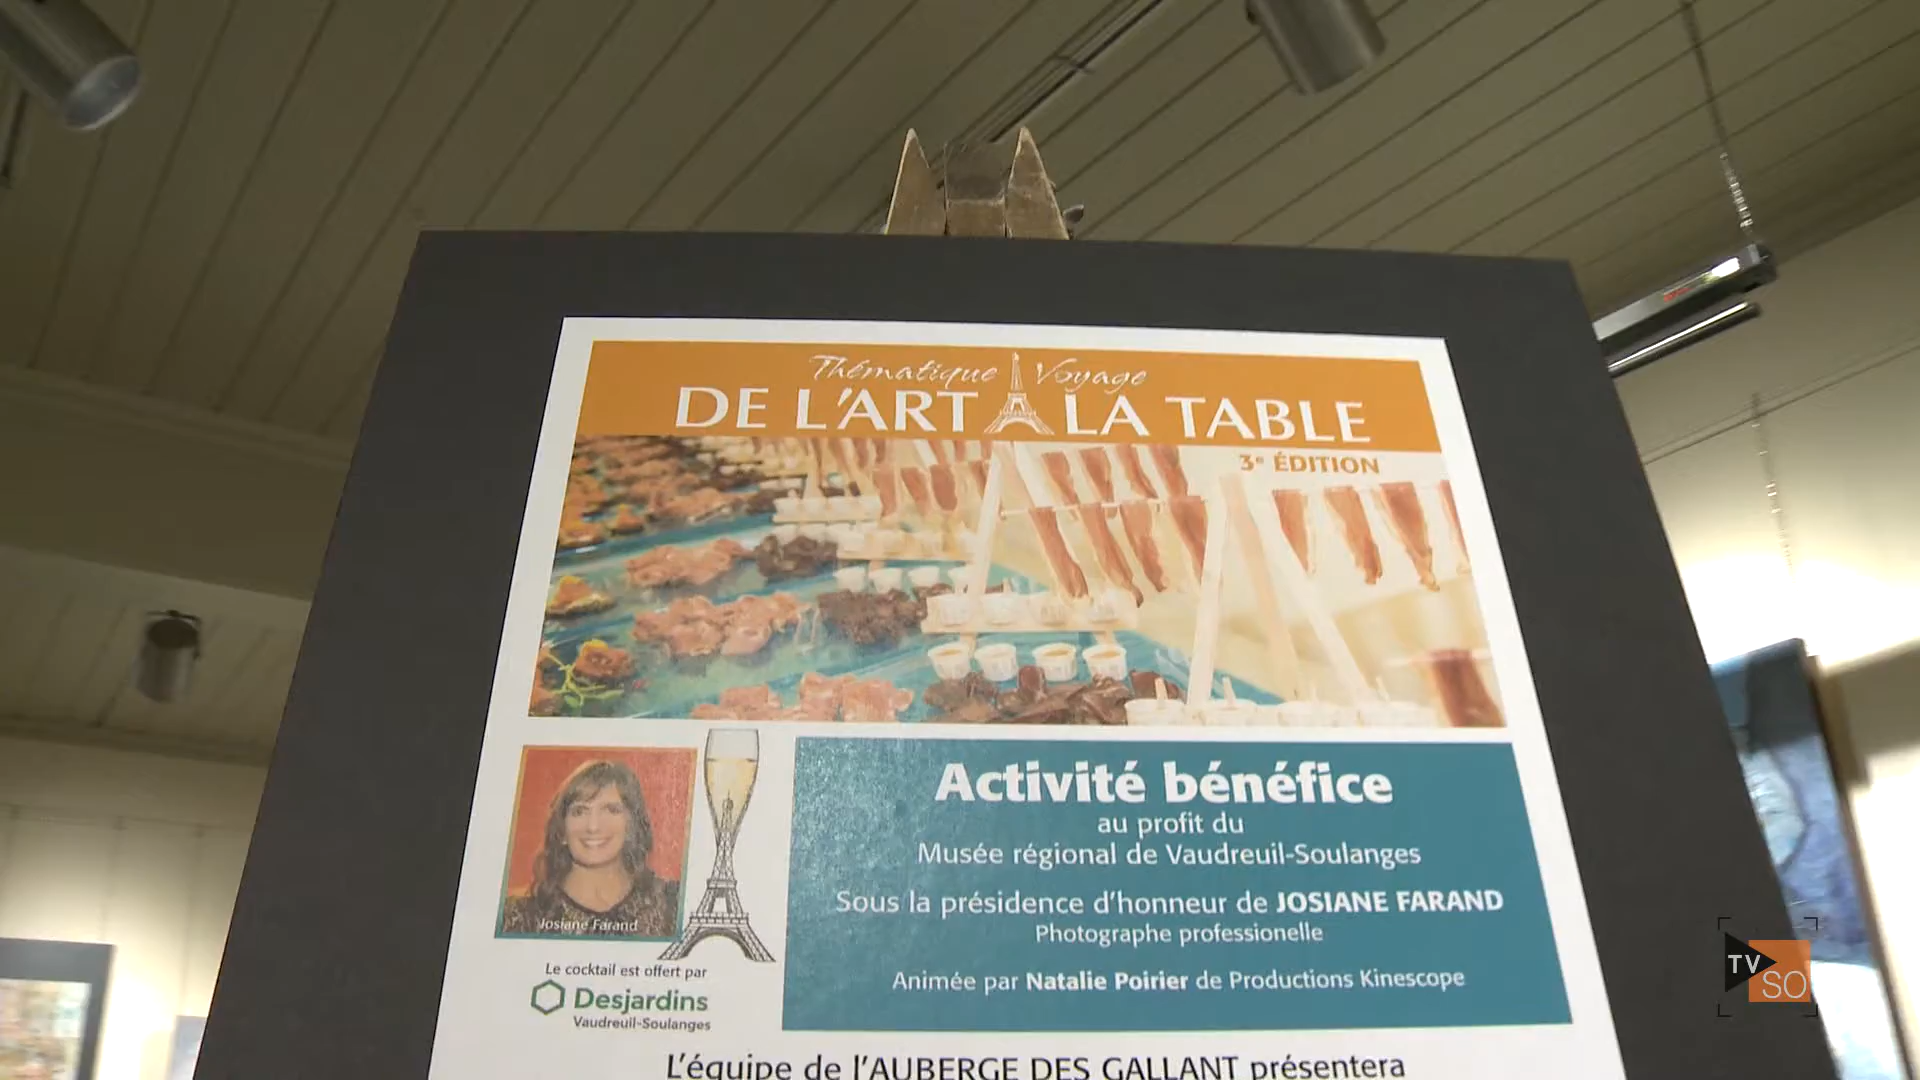 Thématique Voyage
DE L'ART À LA TABLE
3e ÉDITION
Activité bénéfice
au profit du
Musée régional de Vaudreuil-Soulanges
Sous la présidence d'honneur de JOSIANE FARAND
Photographe professionelle
Animée par Natalie Poirier de Productions Kinescope
Josiane Farand
Le cocktail est offert par
Desjardins
Vaudreuil-Soulanges
L'équipe de l'AUBERGE DES GALLANT présentera
TV
SO